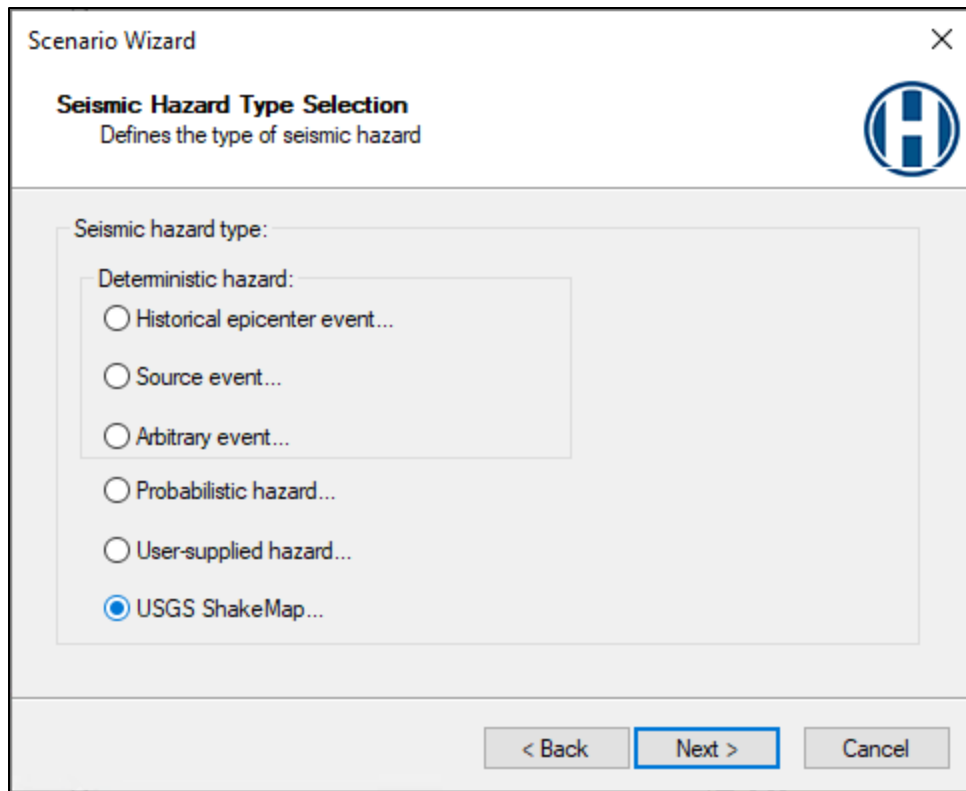 Scenario Wizard
Seismic Hazard Type Selection
Defines the type of seismic hazard
Seismic hazard type:
Deterministic hazard:
Historical epicenter event...
Source event...
Arbitrary event...
Probabilistic hazard...
User-supplied hazard...
USGS ShakeMap...
< Back
Next >
Cancel